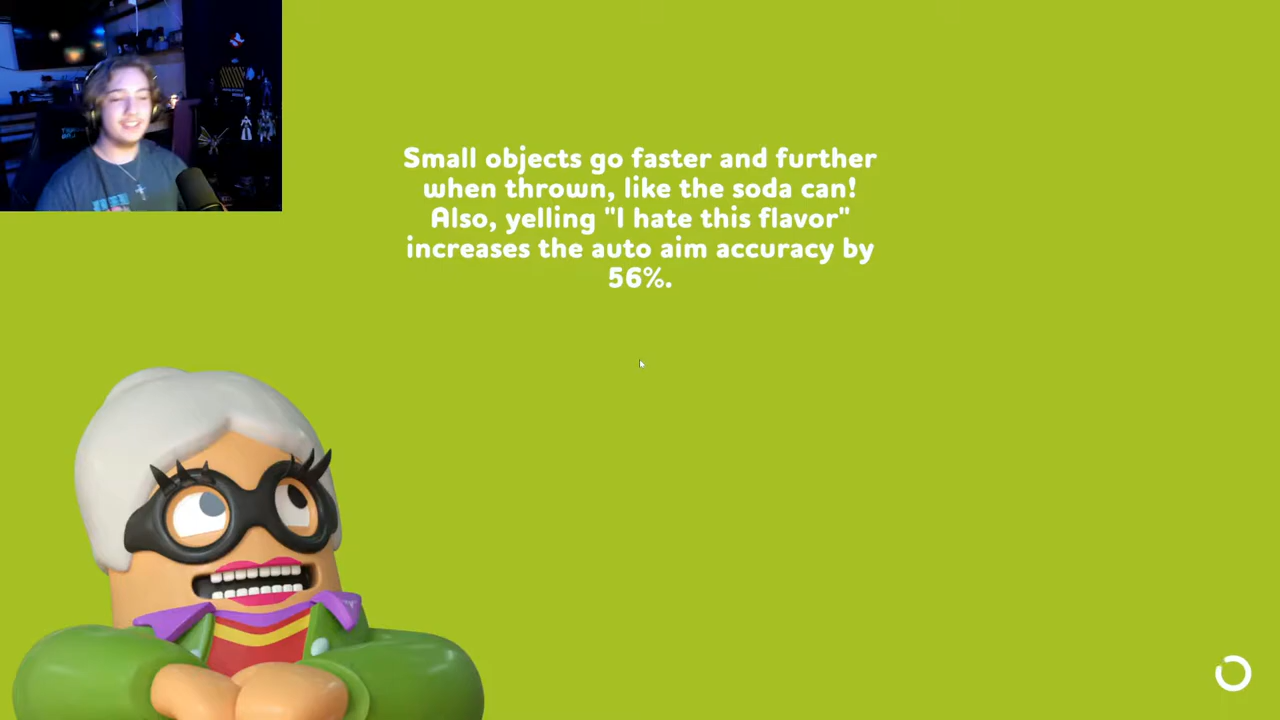 Small objects go faster and further
when thrown, like the soda can!
Also, yelling "I hate this flavor"
increases the auto aim accuracy by
56%.